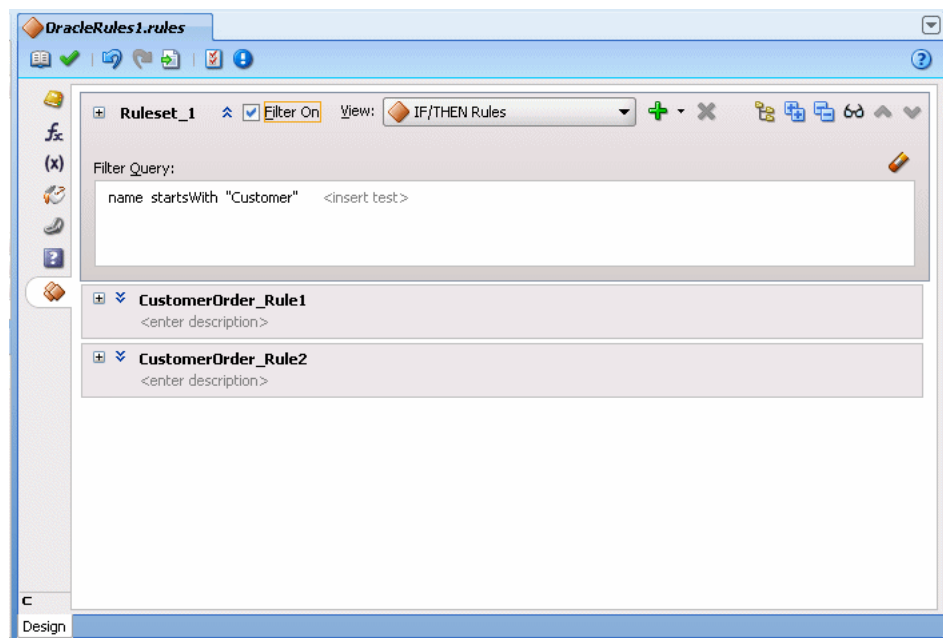 OracleRules1.rules
Ruleset_1 Filter On View: IF/THEN Rules
fx
(x)
Filter Query:
name startsWith "Customer" <insert test>
CustomerOrder_Rule1
<enter description>
CustomerOrder_Rule2
<enter description>
Design